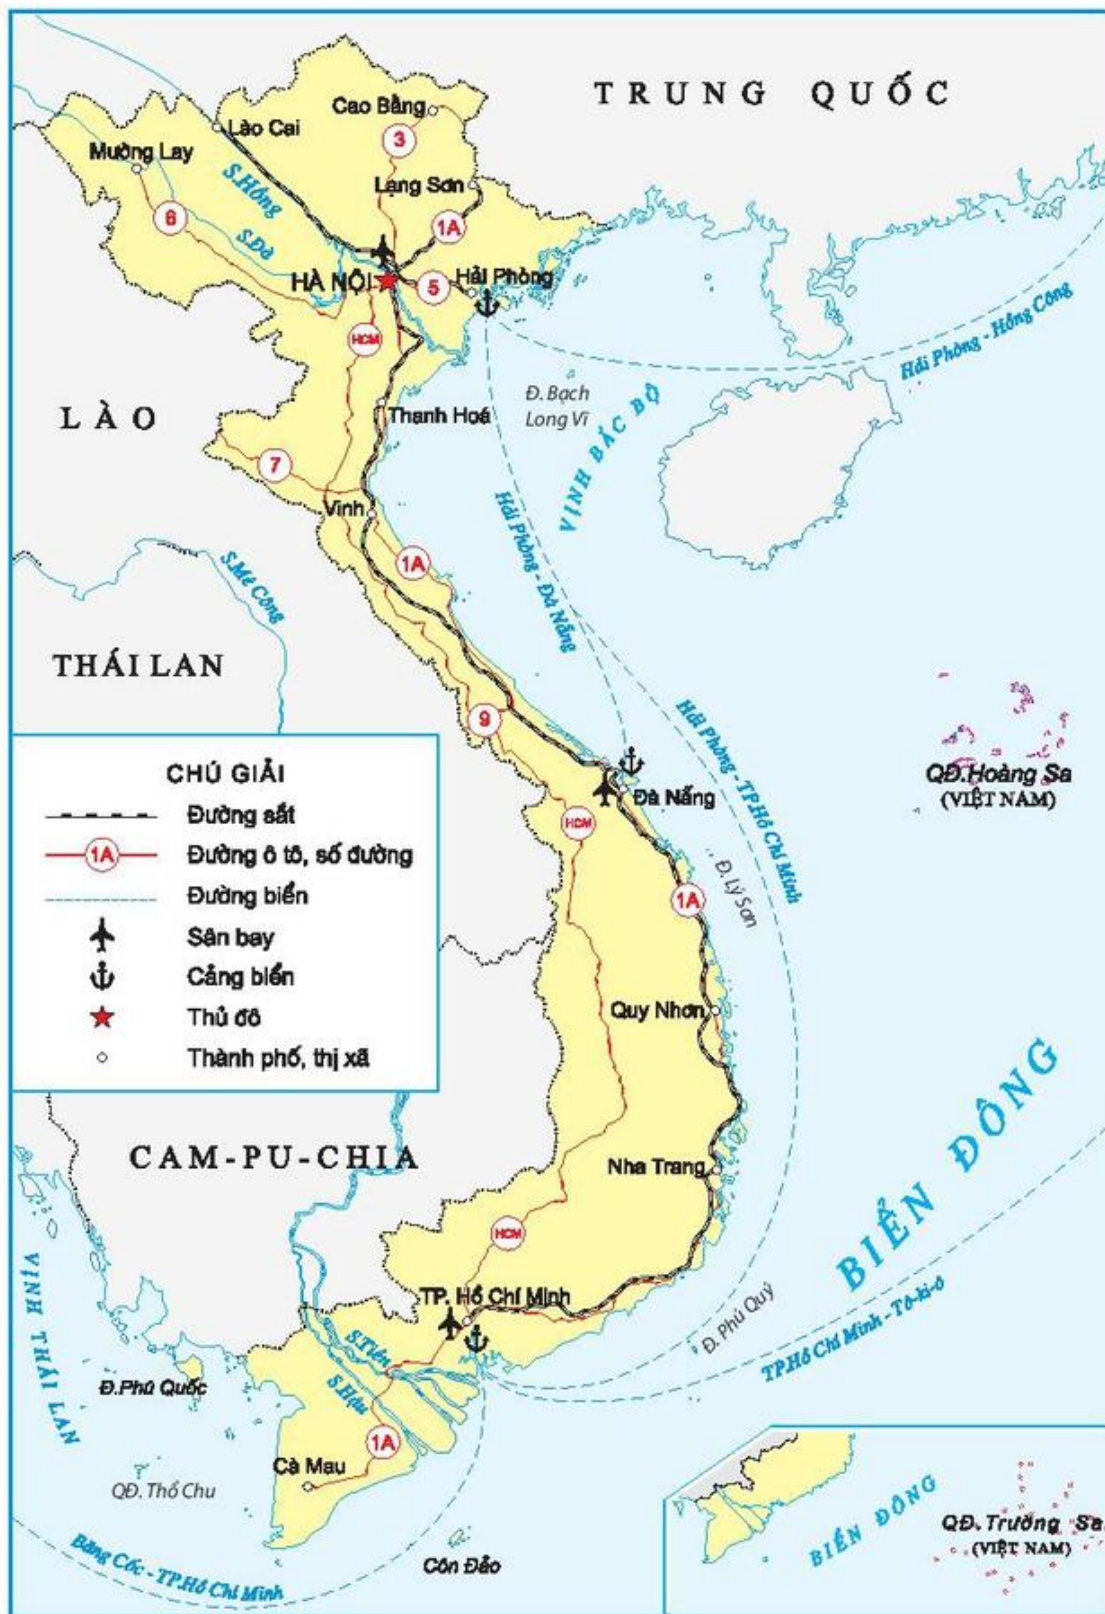 TRUNG QUỐC
Cao Bằng
Lào Cai
3
Mường Lay
Lạng Sơn
S.Hồng
6
1A
S.Đà
HÀ NỘI
5
Hải Phòng
HCM
Hải Phòng - Hồng Công
Đ. Bạch
Long Vĩ
VỊNH BẮC BỘ
LÀO
Thanh Hoá
7
Vinh
Hải Phòng - Đà Nẵng
1A
S.Mê Công
THÁI LAN
9
Hải Phòng - TP.Hồ Chí Minh
QĐ.Hoàng Sa
(VIỆT NAM)
CHÚ GIẢI
Đường sắt
1A
Đường ô tô, số đường
Đường biển
Sân bay
Cảng biển
Thủ đô
Thành phố, thị xã
Đà Nẵng
HCM
Đ. Lý Sơn
1A
Quy Nhơn
BIỂN ĐÔNG
CAM-PU-CHIA
Nha Trang
HCM
VỊNH THÁI LAN
TP. Hồ Chí Minh
Đ. Phú Quý
TP.Hồ Chí Minh - Tô-ki-ô
S.Tiền
S.Hậu
Đ.Phú Quốc
1A
Cà Mau
QĐ. Thổ Chu
Côn Đảo
Băng Cốc - TP.Hồ Chí Minh
BIỂN ĐÔNG
QĐ.Trường Sa
(VIỆT NAM)